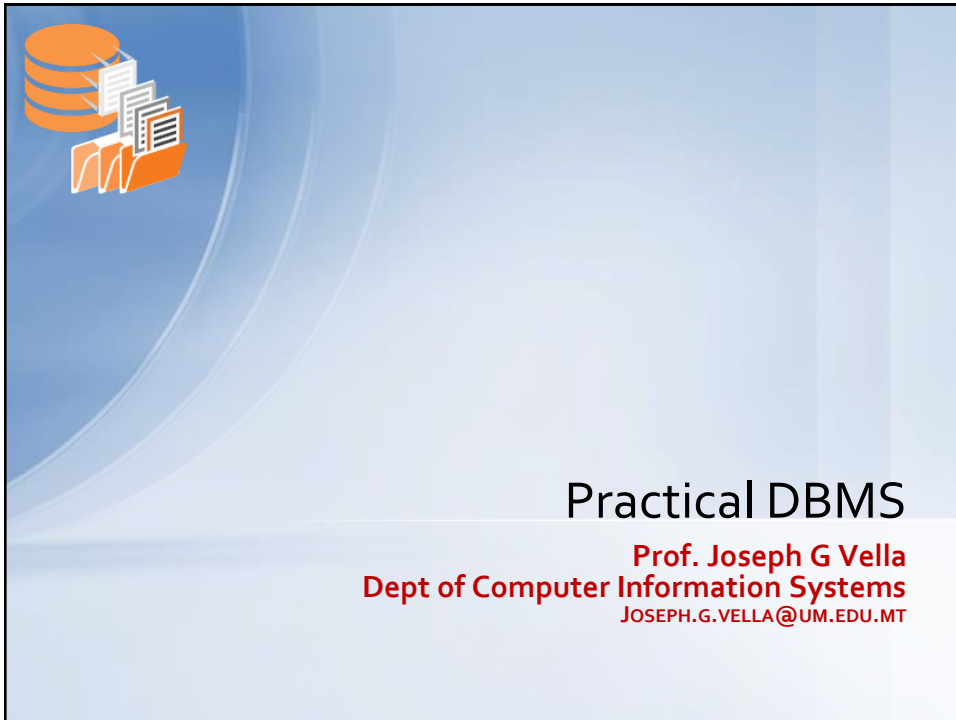 Practical DBMS
Prof. Joseph G Vella
Dept of Computer Information Systems
JOSEPH.G.VELLA@UM.EDU.MT